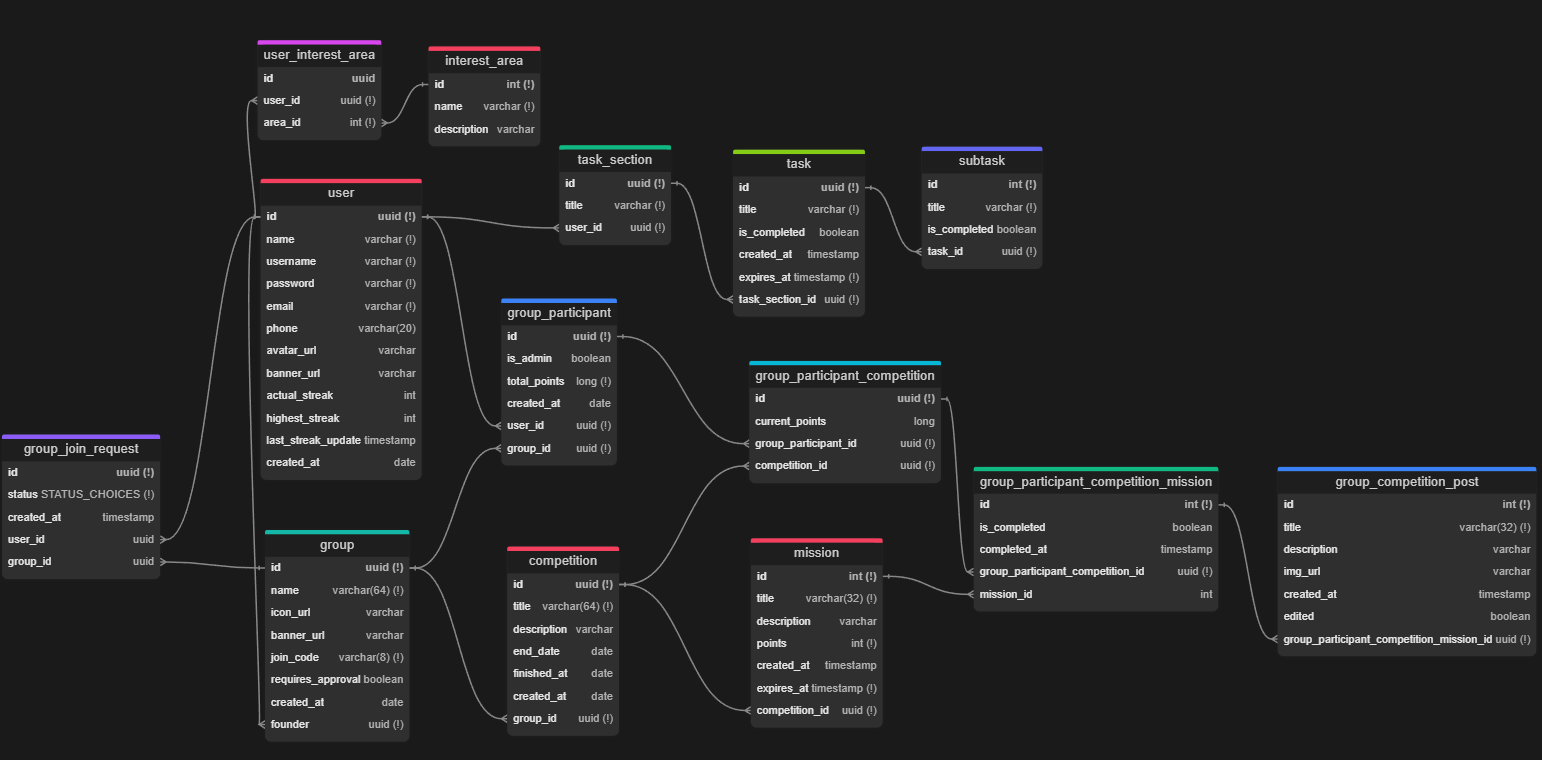 user_interest_area
id uuid
user_id uuid (!)
area_id int (!)
interest_area
id int (!)
name varchar (!)
description varchar
task_section
id uuid (!)
title varchar (!)
user_id uuid (!)
task
id uuid (!)
title varchar (!)
is_completed boolean
created_at timestamp
expires_at timestamp (!)
task_section_id uuid (!)
subtask
id int (!)
title varchar (!)
is_completed boolean
task_id uuid (!)
user
id uuid (!)
name varchar (!)
username varchar (!)
password varchar (!)
email varchar (!)
phone varchar(20)
avatar_url varchar
banner_url varchar
actual_streak int
highest_streak int
last_streak_update timestamp
created_at date
group_participant
id uuid (!)
is_admin boolean
total_points long (!)
created_at date
user_id uuid (!)
group_id uuid (!)
group_participant_competition
id uuid (!)
current_points long
group_participant_id uuid (!)
competition_id uuid (!)
group_join_request
id uuid (!)
status STATUS_CHOICES (!)
created_at timestamp
user_id uuid
group_id uuid
group
id uuid (!)
name varchar(64) (!)
icon_url varchar
banner_url varchar
join_code varchar(8) (!)
requires_approval boolean
created_at date
founder uuid (!)
competition
id uuid (!)
title varchar(64) (!)
description varchar
end_date date
finished_at date
created_at date
group_id uuid (!)
mission
id int (!)
title varchar(32) (!)
description varchar
points int (!)
created_at timestamp
expires_at timestamp (!)
competition_id uuid (!)
group_participant_competition_mission
id int (!)
is_completed boolean
completed_at timestamp
group_participant_competition_id uuid (!)
mission_id int
group_competition_post
id int (!)
title varchar(32) (!)
description varchar
img_url varchar
created_at timestamp
edited boolean
group_participant_competition_mission_id uuid (!)